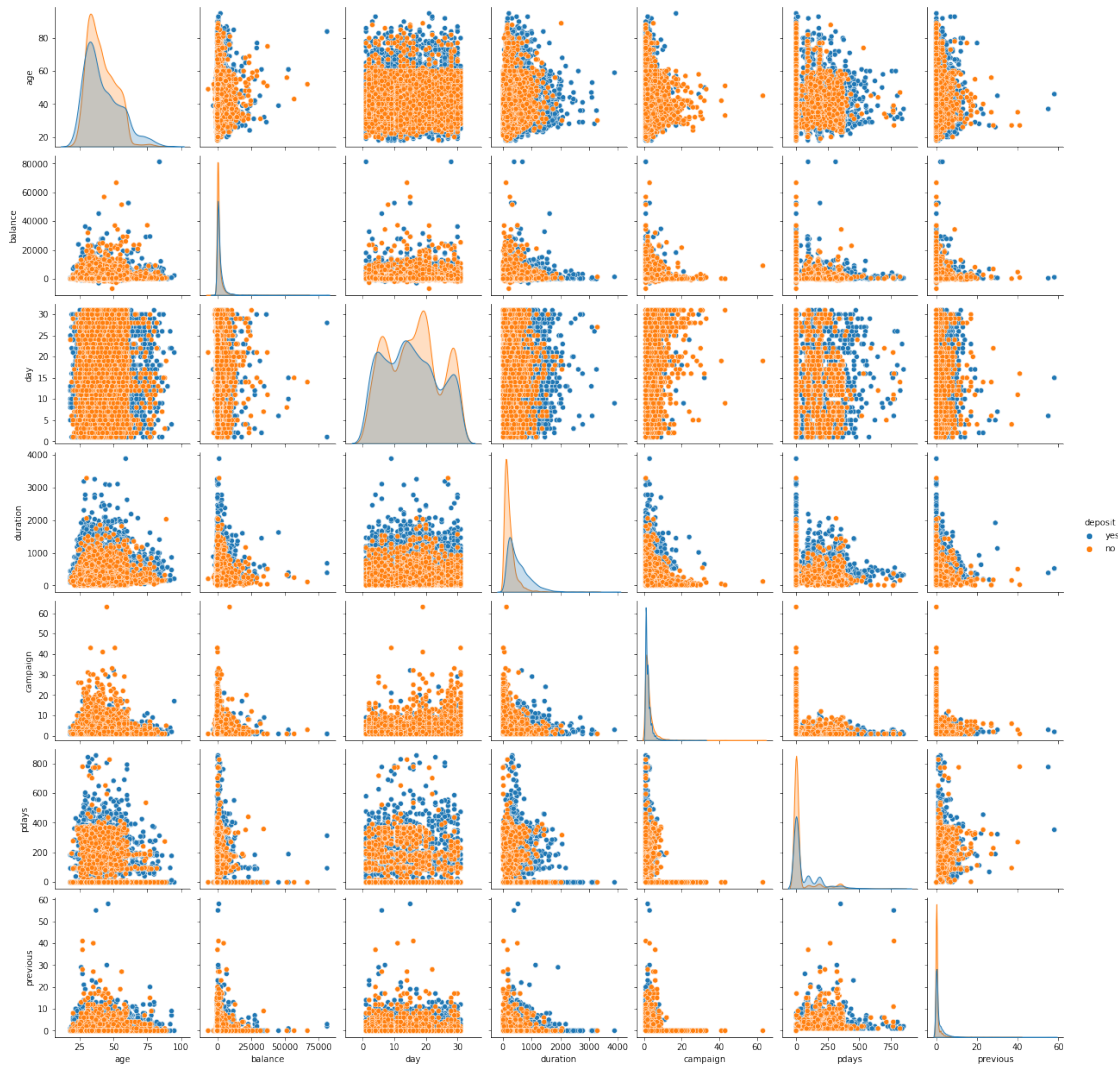 age
80
60
40
20
balance
80000
60000
40000
20000
0
day
30
25
20
15
10
5
0
duration
4000
3000
2000
1000
0
deposit
yes
no
campaign
60
50
40
30
20
10
0
pdays
800
600
400
200
0
previous
60
50
40
30
20
10
0
25 50 75 100
0 25000 50000 75000
0 10 20 30
0 1000 2000 3000 4000
0 20 40 60
0 250 500 750
0 20 40 60
age balance day duration campaign pdays previous